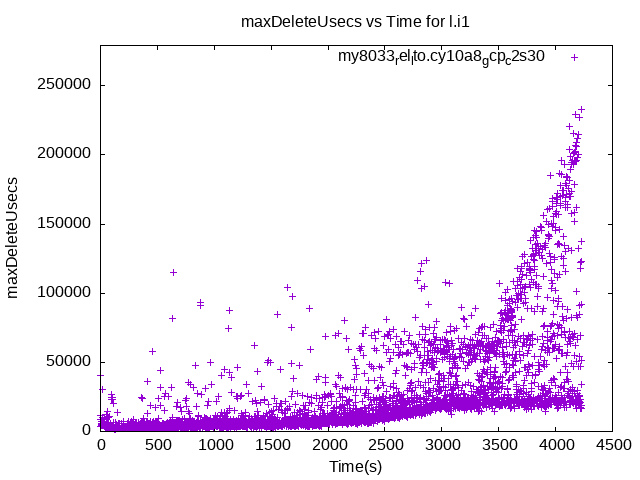 maxDeleteUsecs vs Time for l.i1
my8033rellto.cy10a8gcpc2s30
250000
200000
150000
100000
50000
0
maxDeleteUsecs
0 500 1000 1500 2000 2500 3000 3500 4000 4500
Time(s)